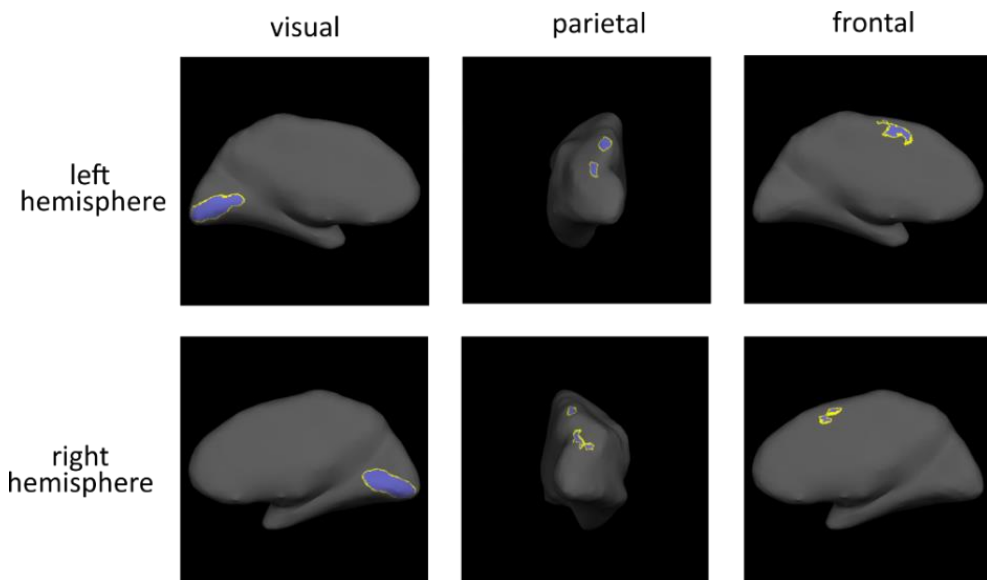 visual
parietal
frontal
left
hemisphere
right
hemisphere